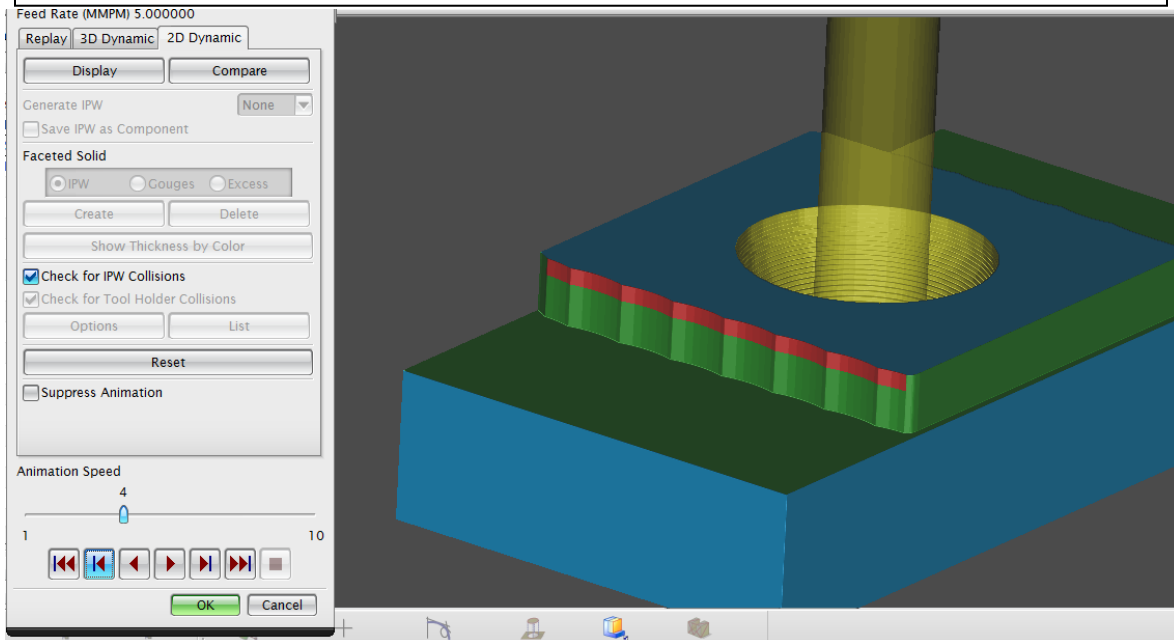 Feed Rate (MMPM) 5.000000
Replay 3D Dynamic 2D Dynamic
Display Compare
Generate IPW None
Save IPW as Component
Faceted Solid
IPW Gouges Excess
Create Delete
Show Thickness by Color
Check for IPW Collisions
Check for Tool Holder Collisions
Options List
Reset
Suppress Animation
Animation Speed
4
1 10
OK Cancel